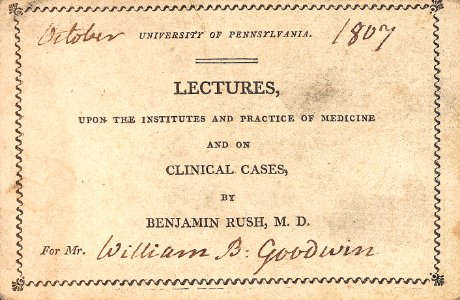 October UNIVERSITY OF PENNSYLVANIA. 1807
LECTURES,
UPON THE INSTITUTES AND PRACTICE OF MEDICINE
AND ON
CLINICAL CASES,
BY
BENJAMIN RUSH, M. D.
For Mr. William B: Goodwin